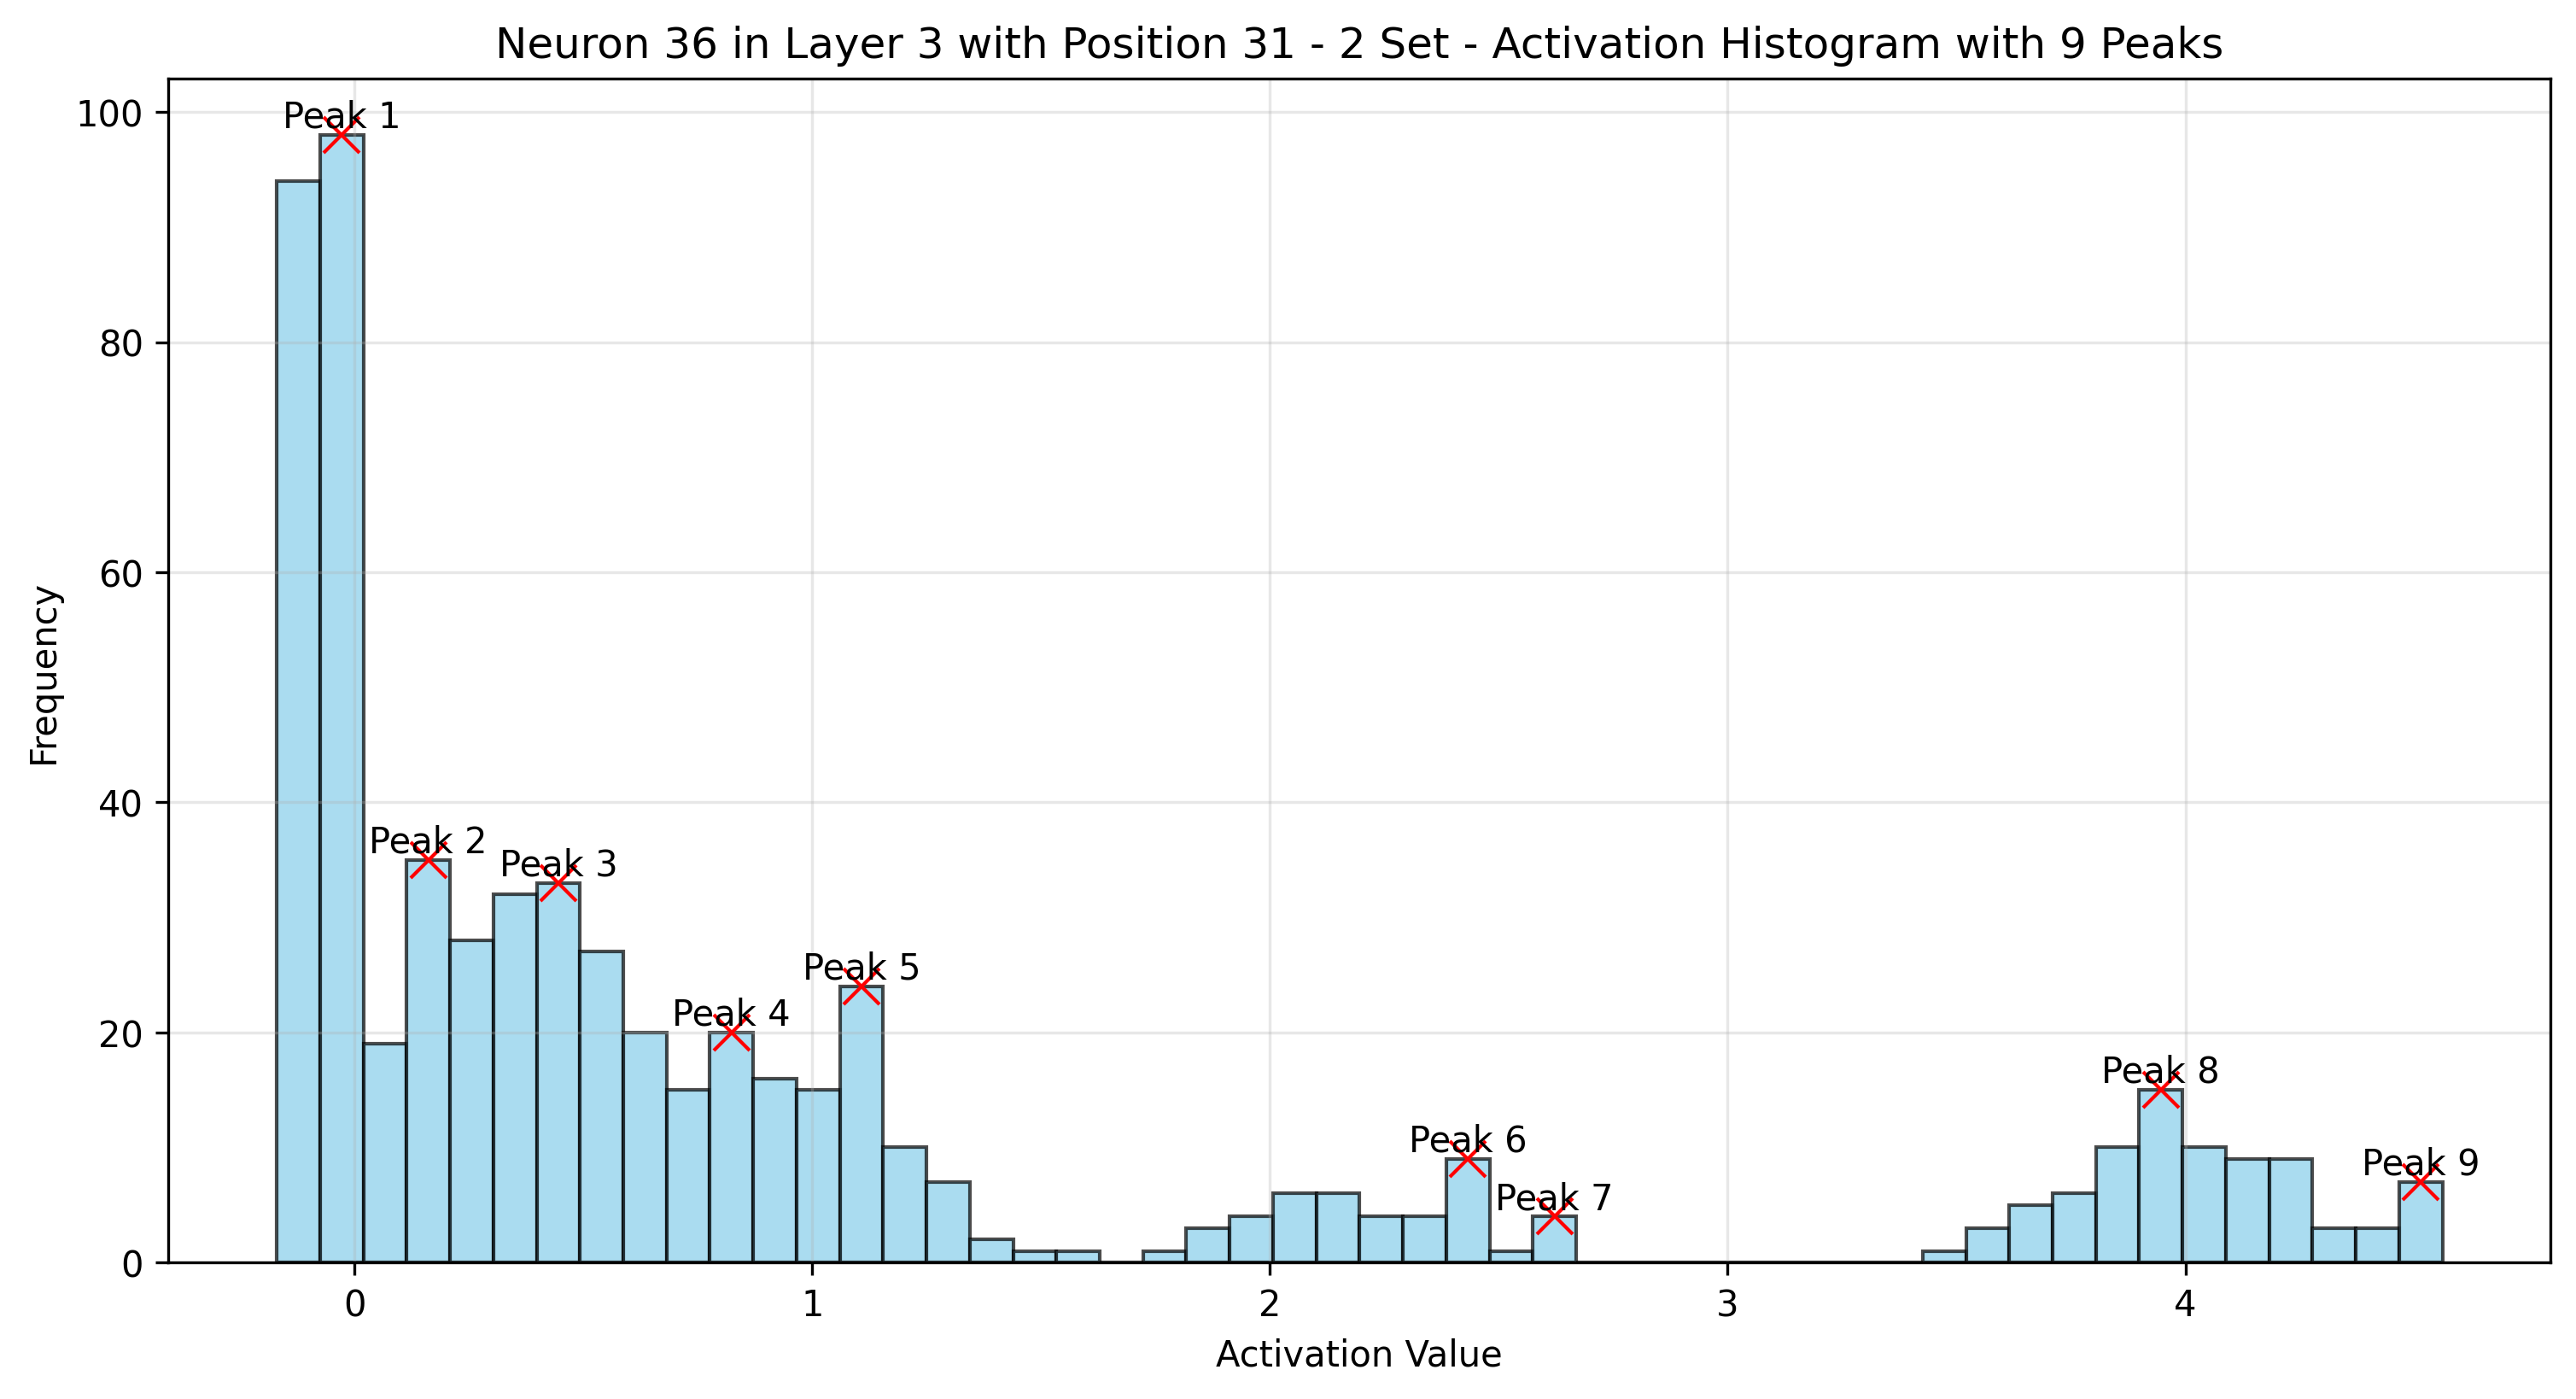 Neuron 36 in Layer 3 with Position 31 - 2 Set - Activation Histogram with 9 Peaks
100
80
60
40
20
0
Frequency
Peak 1
Peak 2
Peak 3
Peak 4
Peak 5
Peak 6
Peak 7
Peak 8
Peak 9
0 1 2 3 4
Activation Value